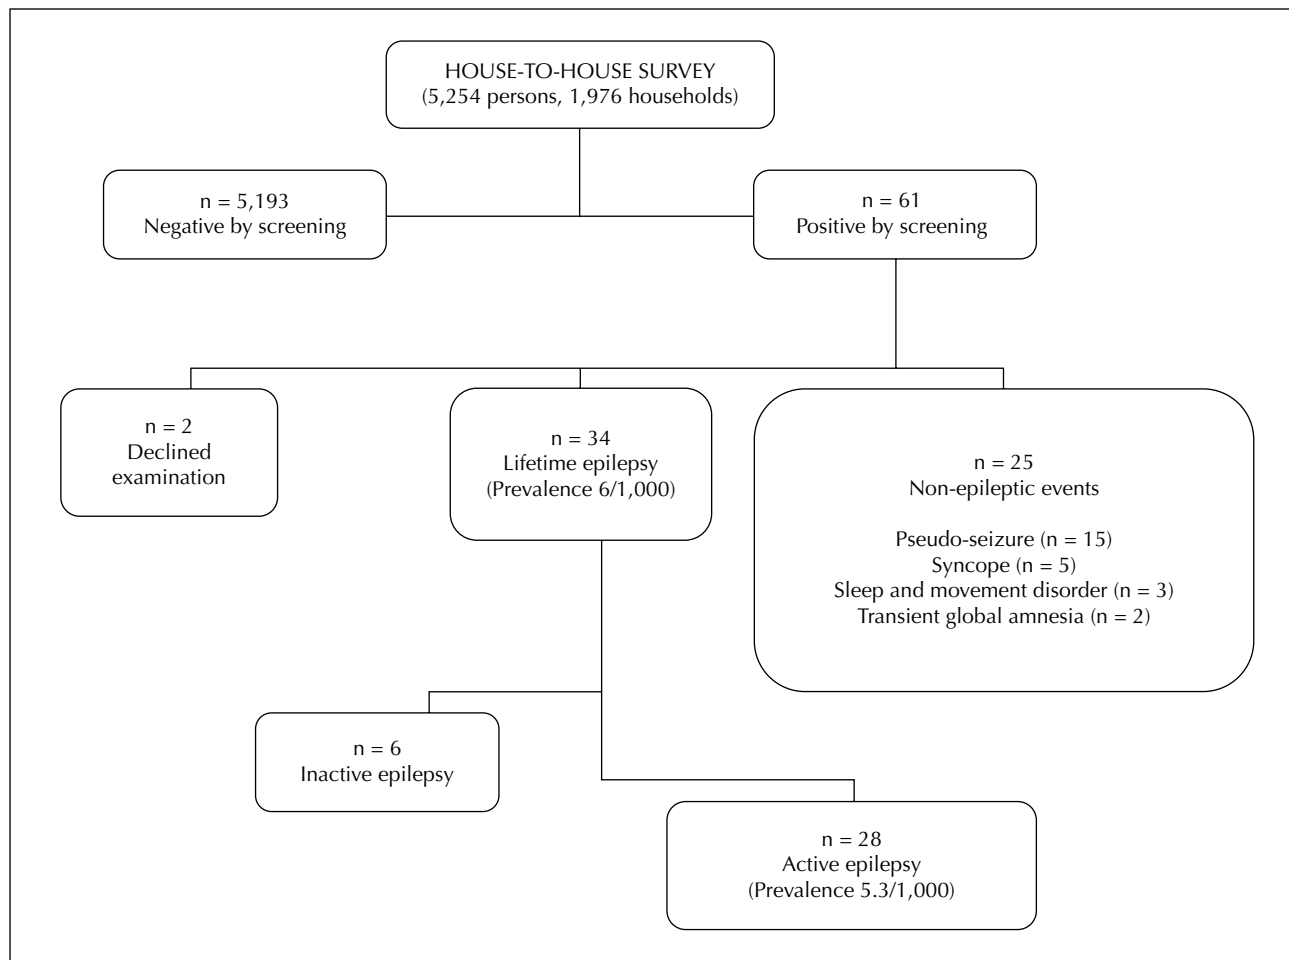 HOUSE-TO-HOUSE SURVEY
(5,254 persons, 1,976 households)
n = 5,193
Negative by screening
n = 61
Positive by screening
n = 2
Declined
examination
n = 34
Lifetime epilepsy
(Prevalence 6/1,000)
n = 25
Non-epileptic events
Pseudo-seizure (n = 15)
Syncope (n = 5)
Sleep and movement disorder (n = 3)
Transient global amnesia (n = 2)
n = 6
Inactive epilepsy
n = 28
Active epilepsy
(Prevalence 5.3/1,000)